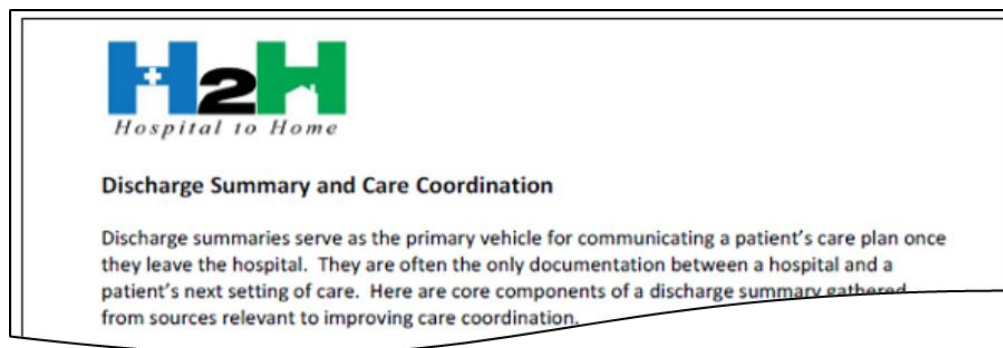 H2H
Hospital to Home
Discharge Summary and Care Coordination
Discharge summaries serve as the primary vehicle for communicating a patient's care plan once
they leave the hospital.  They are often the only documentation between a hospital and a
patient's next setting of care.  Here are core components of a discharge summary gathered
from sources relevant to improving care coordination.